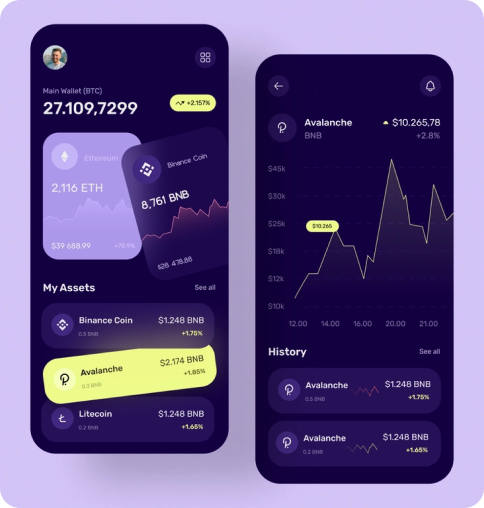 Main Wallet (BTC)
27.109,7299
+2.157%
Ethereum
2,116 ETH
$39 688.99
+70.9%
Binance Coin
8,761 BNB
$28 478.88
My Assets
See all
Binance Coin
$1.248 BNB
0.5 BNB
+1.75%
Avalanche
$2.174 BNB
0.3 BNB
+1.85%
Litecoin
$1.248 BNB
0.2 BNB
+1.65%
Avalanche
$10.265,78
BNB
+2.8%
$45k
$30k
$25k
$10.265
$18k
$12k
$10k
12.00
14.00
16.00
20.00
21.00
History
See all
Avalanche
$1.248 BNB
0.5 BNB
+1.75%
Avalanche
$1.248 BNB
0.2 BNB
+1.65%